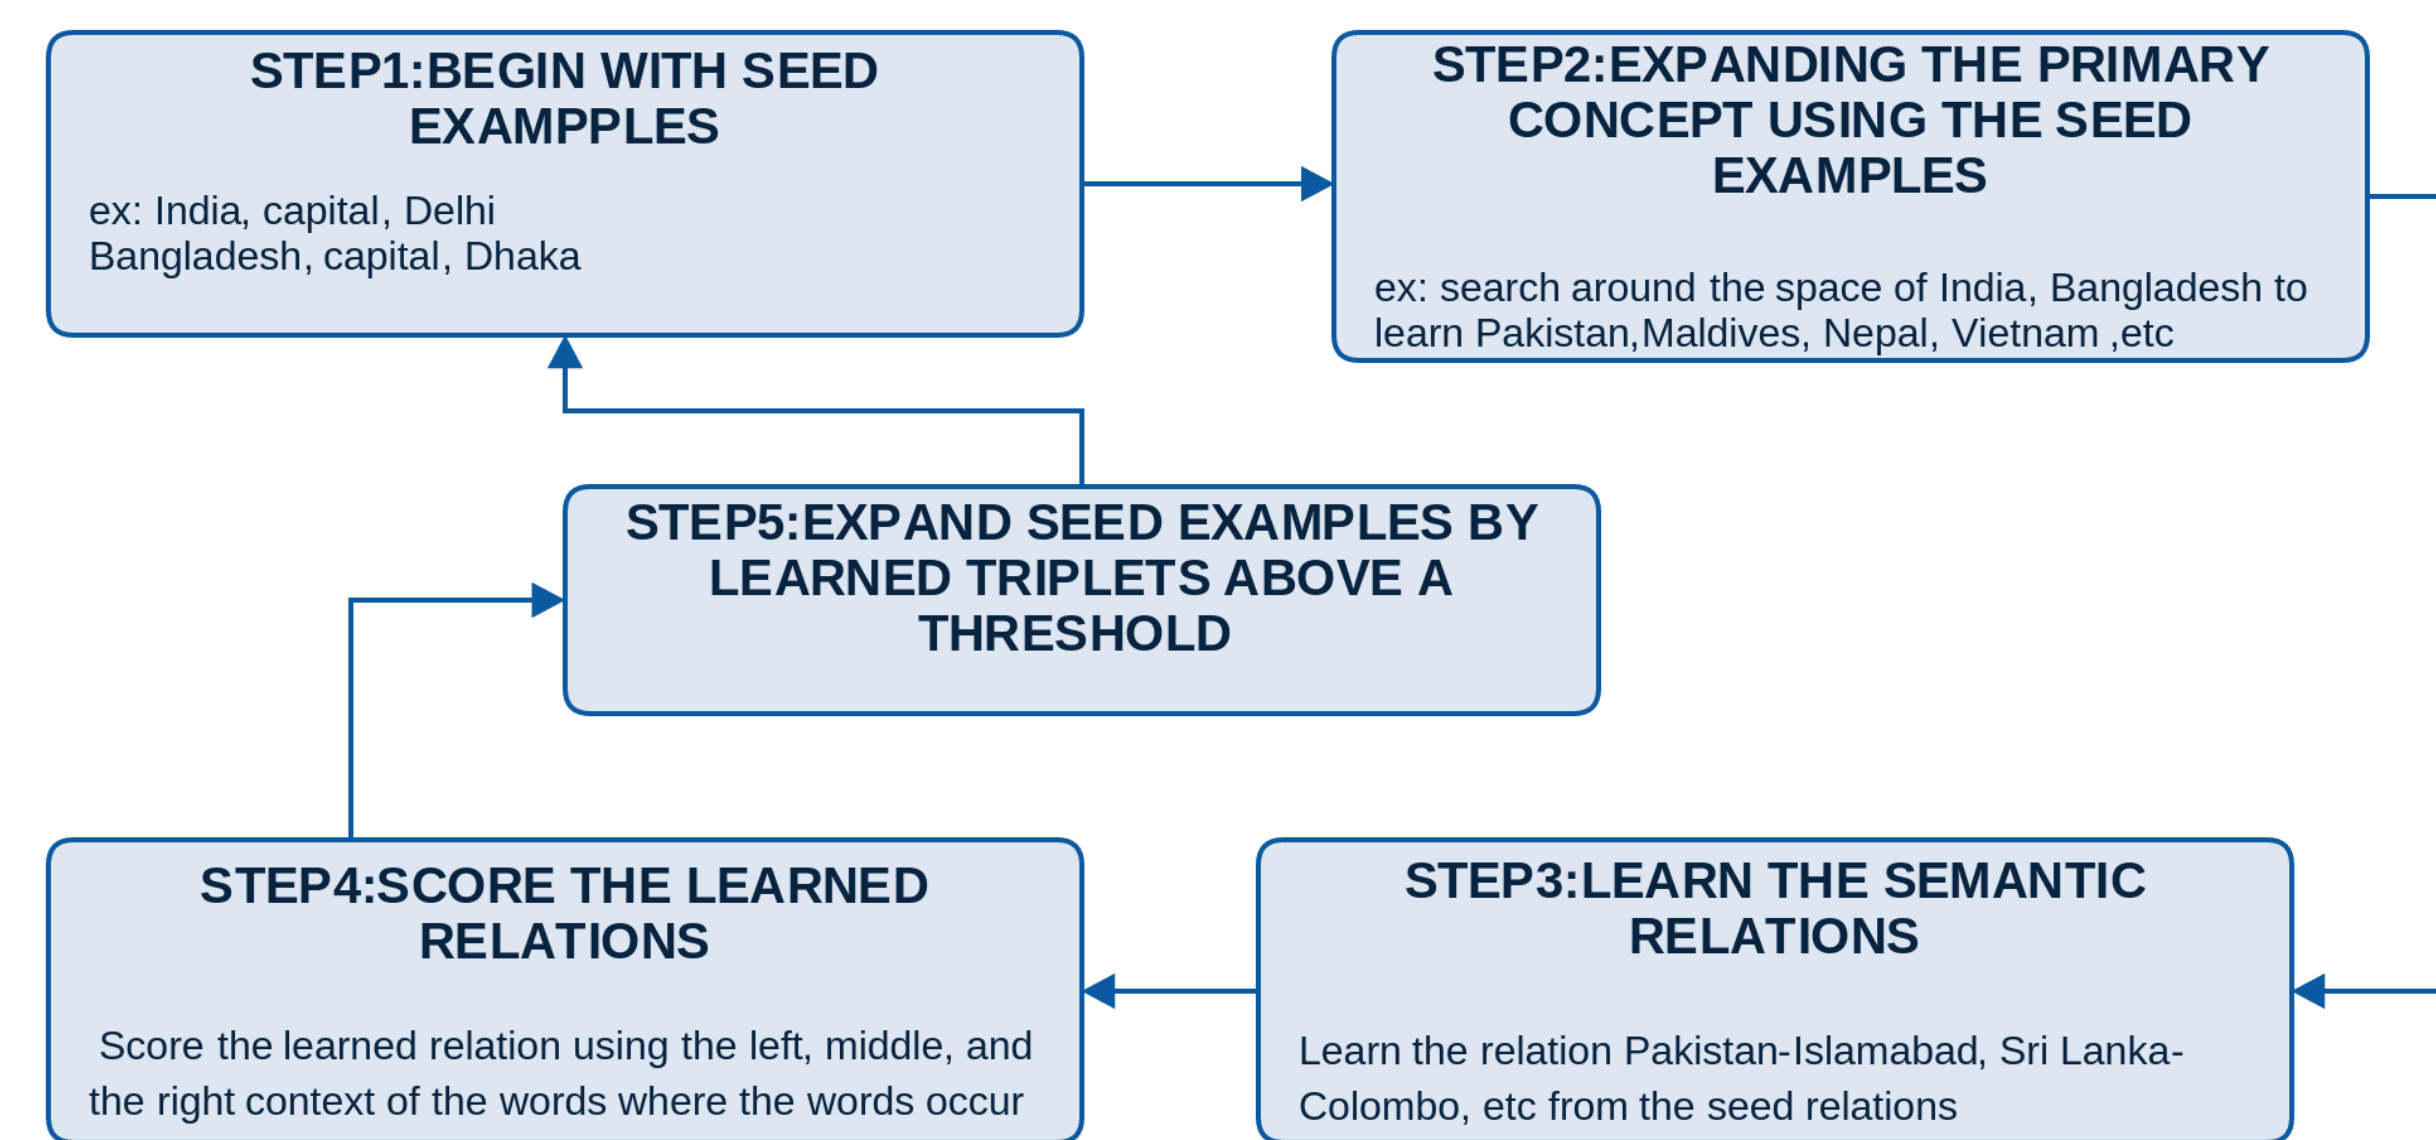 STEP1:BEGIN WITH SEED
EXAMPPLES
ex: India, capital, Delhi
Bangladesh, capital, Dhaka
STEP2:EXPANDING THE PRIMARY
CONCEPT USING THE SEED
EXAMPLES
ex: search around the space of India, Bangladesh to
learn Pakistan,Maldives, Nepal, Vietnam ,etc
STEP5:EXPAND SEED EXAMPLES BY
LEARNED TRIPLETS ABOVE A
THRESHOLD
STEP4:SCORE THE LEARNED
RELATIONS
Score the learned relation using the left, middle, and
the right context of the words where the words occur
STEP3:LEARN THE SEMANTIC
RELATIONS
Learn the relation Pakistan-Islamabad, Sri Lanka-
Colombo, etc from the seed relations